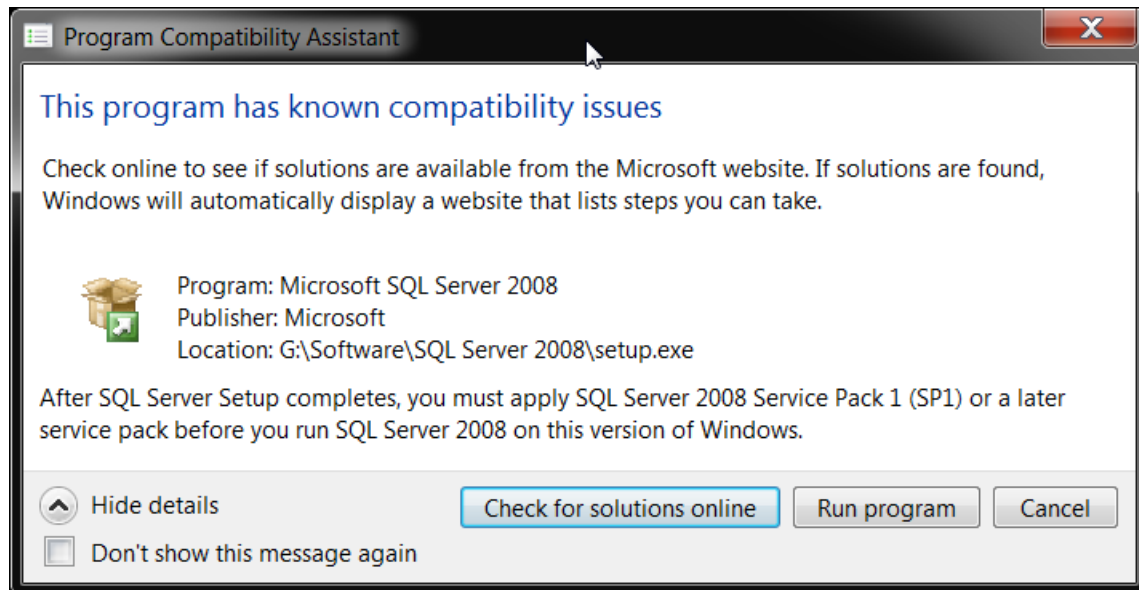 Program Compatibility Assistant
This program has known compatibility issues
Check online to see if solutions are available from the Microsoft website. If solutions are found,
Windows will automatically display a website that lists steps you can take.
Program: Microsoft SQL Server 2008
Publisher: Microsoft
Location: G:\Software\SQL Server 2008\setup.exe
After SQL Server Setup completes, you must apply SQL Server 2008 Service Pack 1 (SP1) or a later
service pack before you run SQL Server 2008 on this version of Windows.
Hide details Check for solutions online Run program Cancel
Don't show this message again